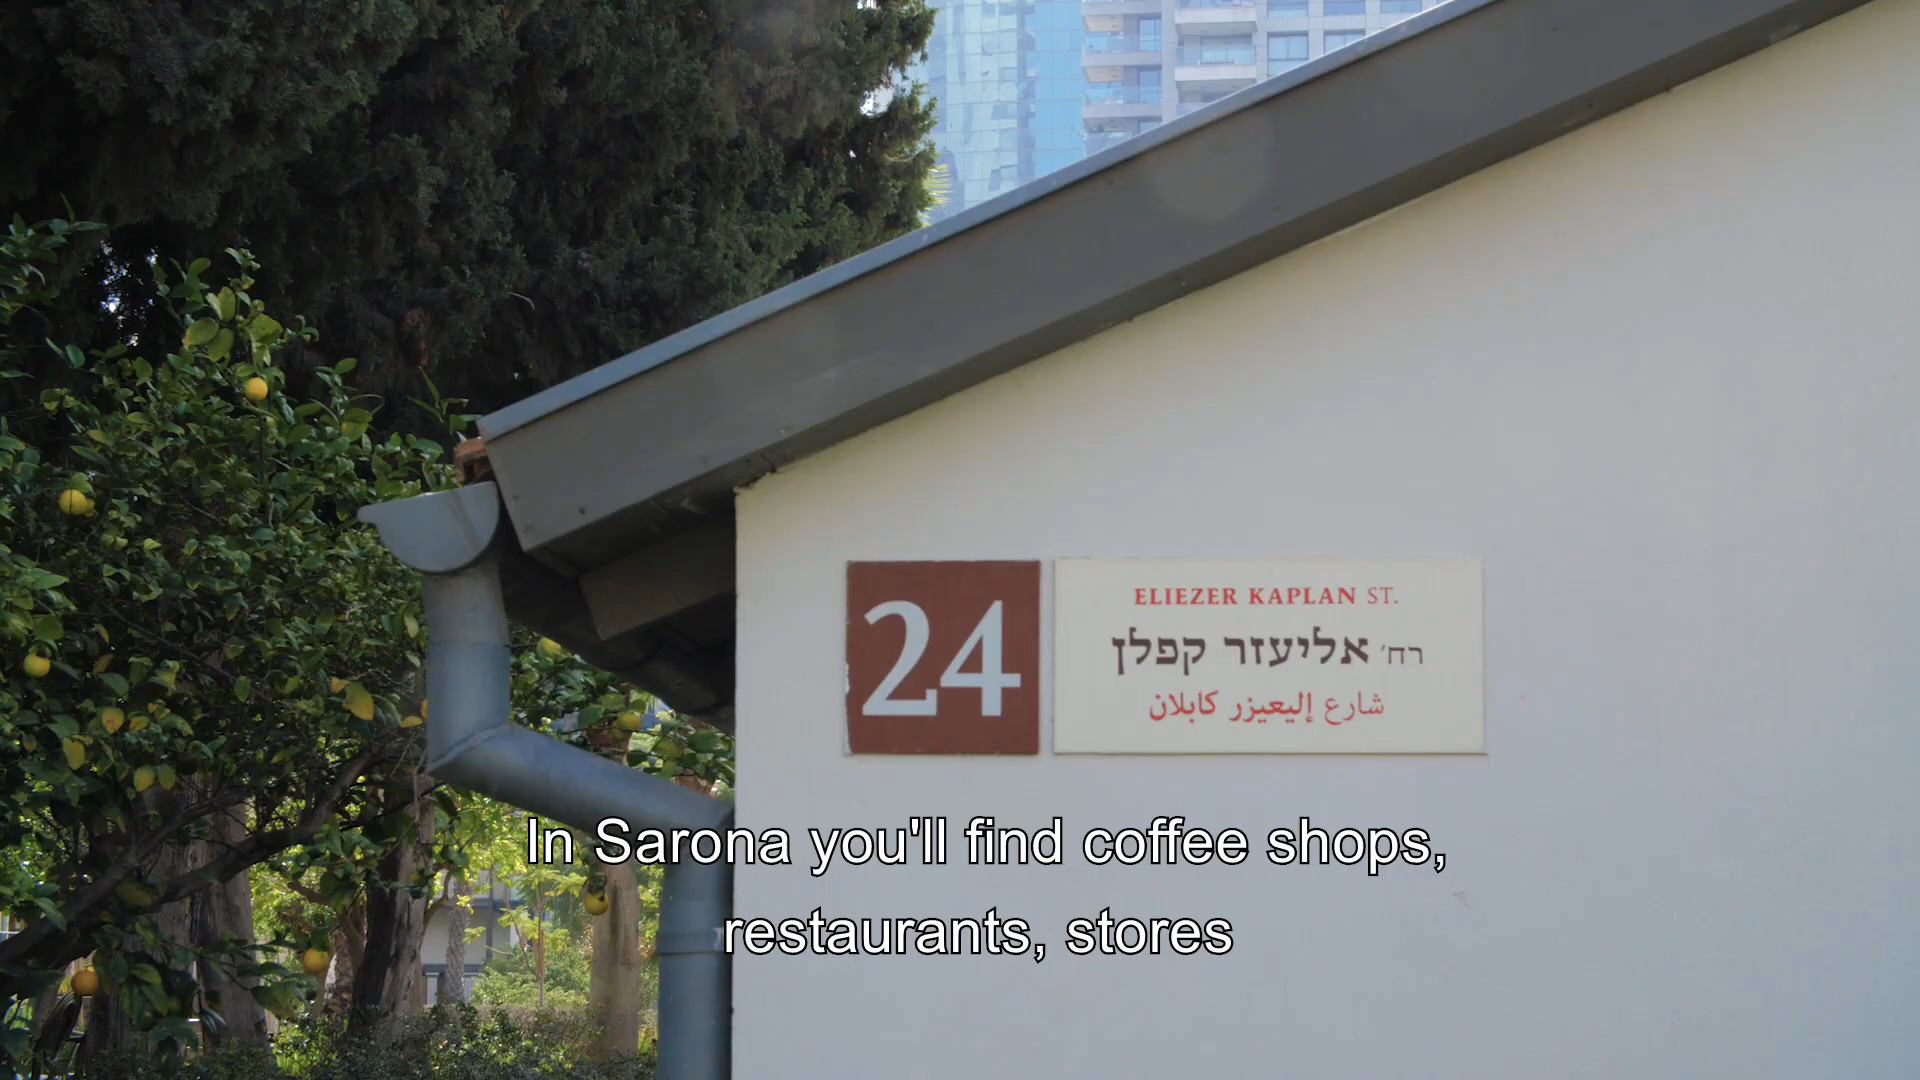 24
ELIEZER KAPLAN ST.
רח׳ אליעזר קפלן
شارع إليعيزر كابلان
In Sarona you'll find coffee shops,
restaurants, stores